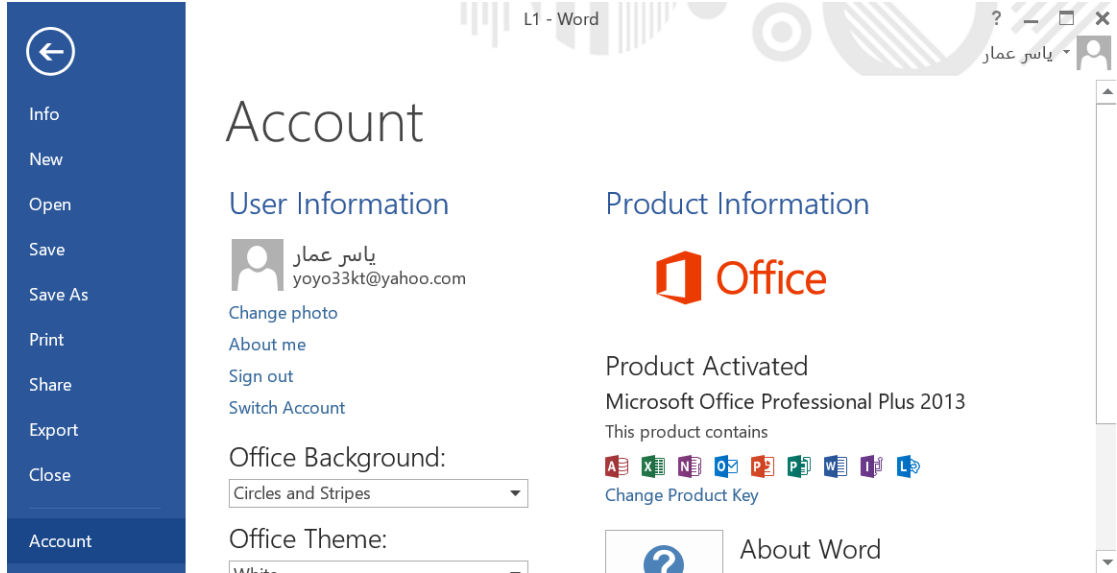 L1 - Word
?
ياسر عمار
Info
New
Open
Save
Save As
Print
Share
Export
Close
Account
Account
User Information
ياسر عمار
yoyo33kt@yahoo.com
Change photo
About me
Sign out
Switch Account
Office Background:
Circles and Stripes
Office Theme:
White
Product Information
Office
Product Activated
Microsoft Office Professional Plus 2013
This product contains
Change Product Key
?
About Word